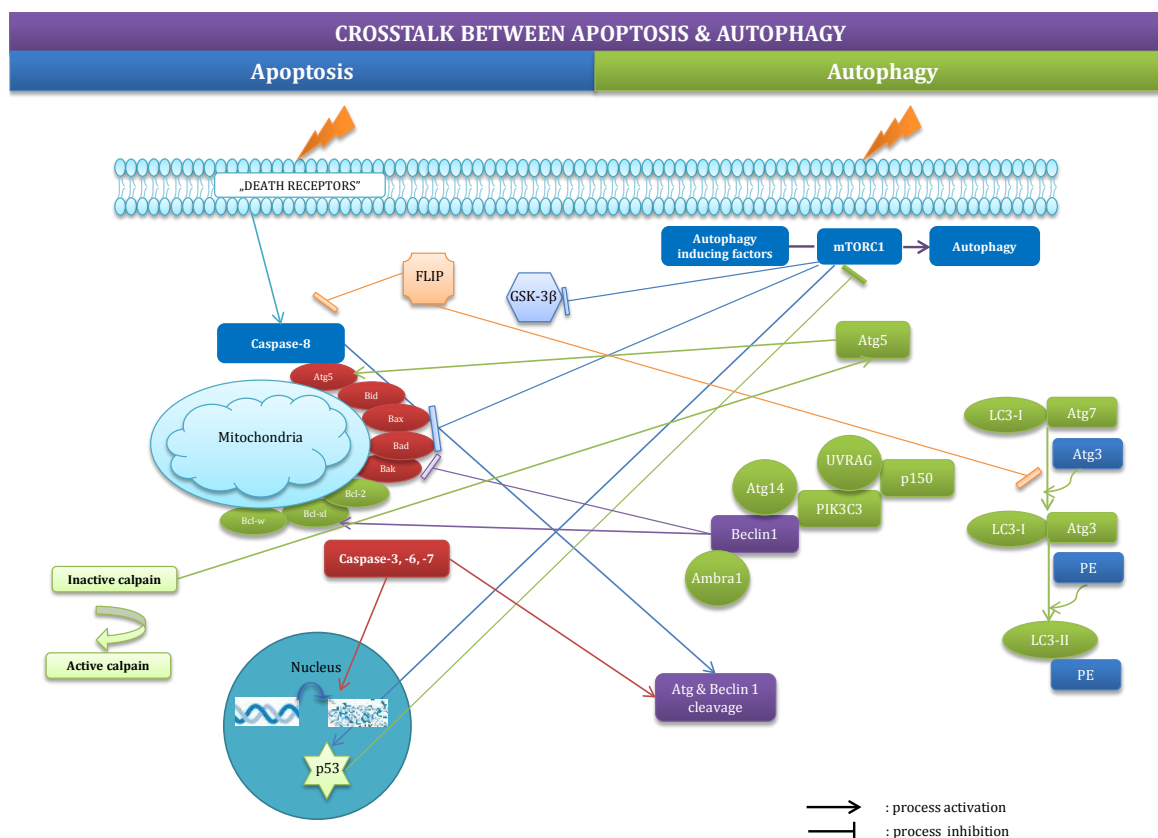 CROSSTALK BETWEEN APOPTOSIS & AUTOPHAGY
Apoptosis
Autophagy
„DEATH RECEPTORS”
Autophagy
inducing factors
mTORC1
Autophagy
FLIP
GSK-3β
Caspase-8
Atg5
Atg5
Bid
Bax
Bad
Bak
Bcl-2
Bcl-xl
Bcl-w
Mitochondria
LC3-I
Atg7
Atg3
UVRAG
p150
Atg14
PIK3C3
Beclin1
Ambra1
LC3-I
Atg3
PE
LC3-II
PE
Caspase-3, -6, -7
Inactive calpain
Active calpain
Nucleus
p53
Atg & Beclin 1
cleavage
: process activation
: process inhibition